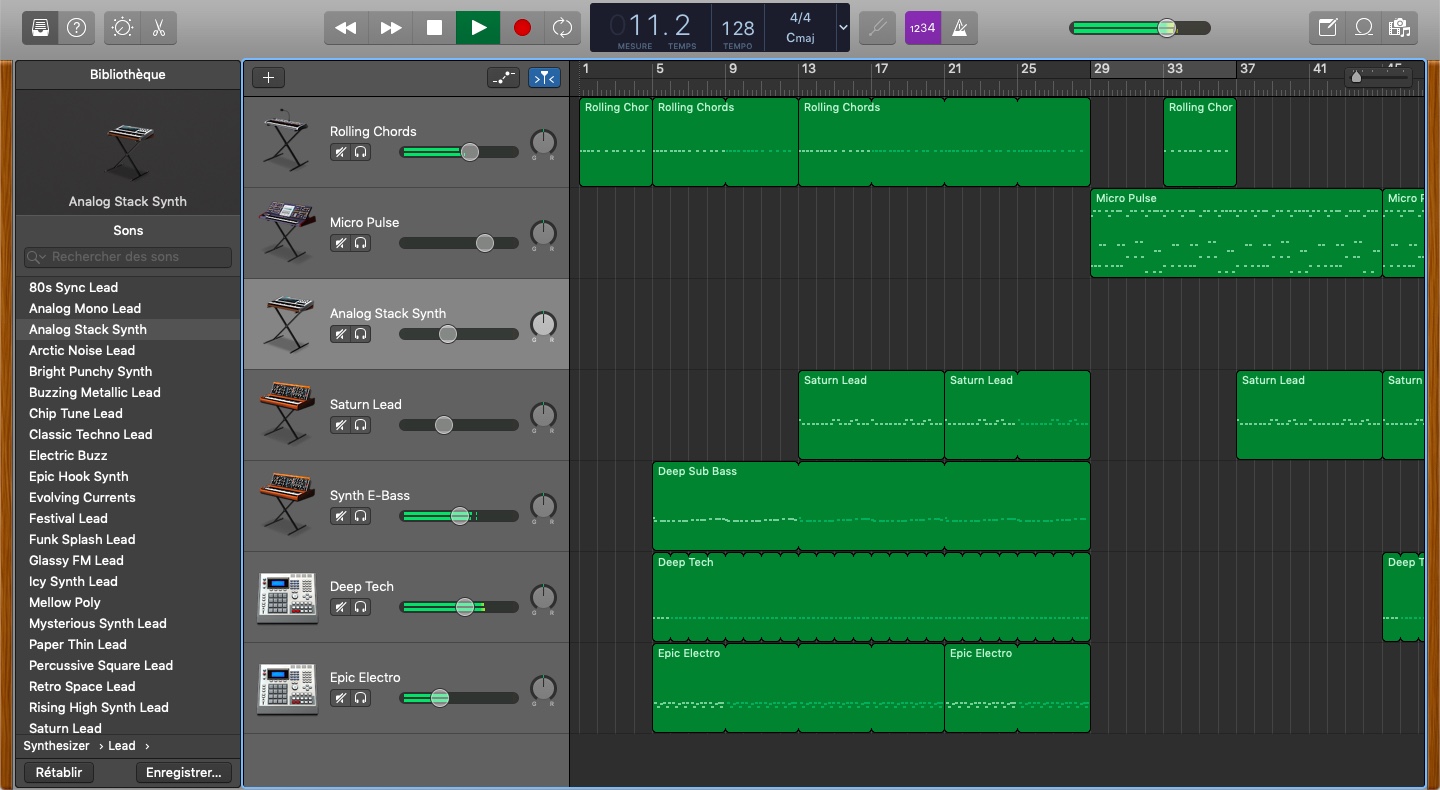 011.2
MESURE TEMPS
128
TEMPO
4/4
Cmaj
1234
Bibliothèque
Analog Stack Synth
Sons
Rechercher des sons
80s Sync Lead
Analog Mono Lead
Analog Stack Synth
Arctic Noise Lead
Bright Punchy Synth
Buzzing Metallic Lead
Chip Tune Lead
Classic Techno Lead
Electric Buzz
Epic Hook Synth
Evolving Currents
Festival Lead
Funk Splash Lead
Glassy FM Lead
Icy Synth Lead
Mellow Poly
Mysterious Synth Lead
Paper Thin Lead
Percussive Square Lead
Retro Space Lead
Rising High Synth Lead
Saturn Lead
Synthesizer › Lead ›
Rétablir Enregistrer...
1 5 9 13 17 21 25 29 33 37 41 45
Rolling Chords
G R
Rolling Chor Rolling Chords Rolling Chords Rolling Chor
Micro Pulse
G R
Micro Pulse Micro P
Analog Stack Synth
G R
Saturn Lead
G R
Saturn Lead Saturn Lead Saturn Lead Saturn
Synth E-Bass
G R
Deep Sub Bass
Deep Tech
G R
Deep Tech Deep T
Epic Electro
G R
Epic Electro Epic Electro